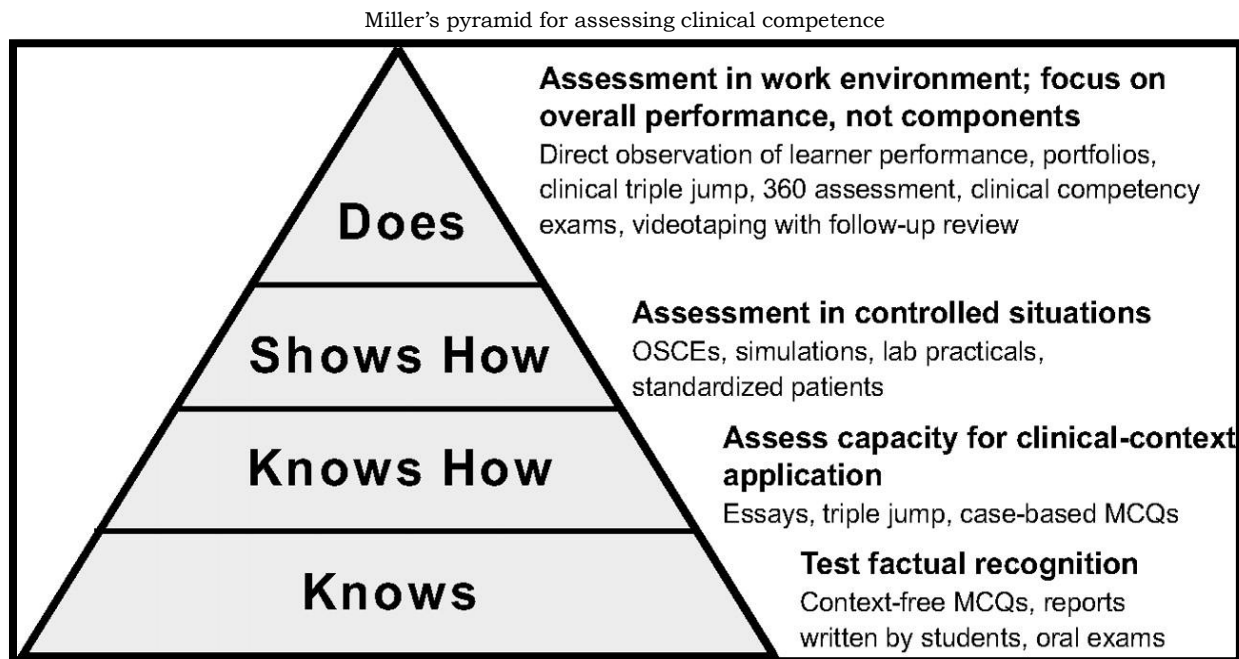 Miller’s pyramid for assessing clinical competence
Assessment in work environment; focus on
overall performance, not components
Direct observation of learner performance, portfolios,
clinical triple jump, 360 assessment, clinical competency
exams, videotaping with follow-up review
Does
Assessment in controlled situations
OSCEs, simulations, lab practicals,
standardized patients
Shows How
Assess capacity for clinical-context
application
Essays, triple jump, case-based MCQs
Knows How
Test factual recognition
Context-free MCQs, reports
written by students, oral exams
Knows